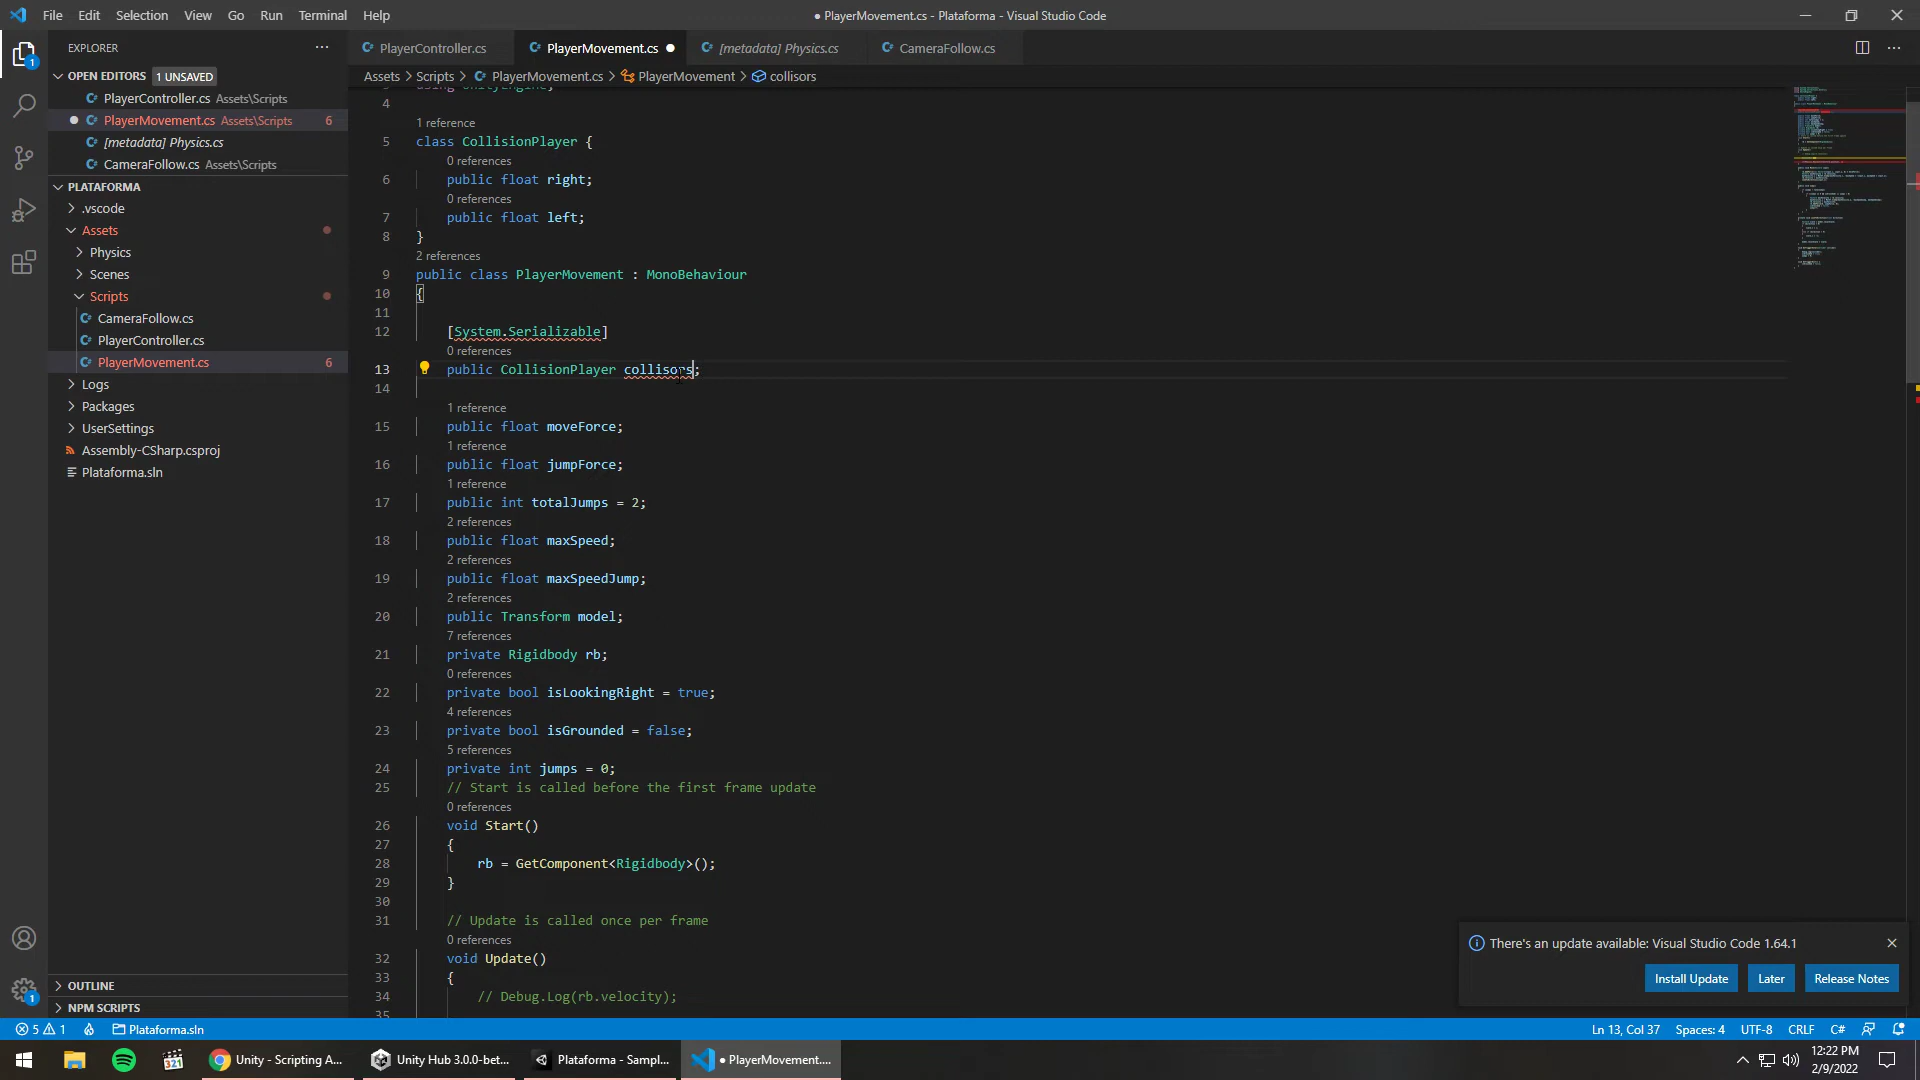 File Edit Selection View Go Run Terminal Help
● PlayerMovement.cs - Plataforma - Visual Studio Code
EXPLORER
OPEN EDITORS 1 UNSAVED
PlayerController.cs Assets\Scripts
PlayerMovement.cs Assets\Scripts 6
[metadata] Physics.cs
CameraFollow.cs Assets\Scripts
PLATAFORMA
.vscode
Assets
Physics
Scenes
Scripts
CameraFollow.cs
PlayerController.cs
PlayerMovement.cs 6
Logs
Packages
UserSettings
Assembly-CSharp.csproj
Plataforma.sln
OUTLINE
NPM SCRIPTS
1
1
PlayerController.cs PlayerMovement.cs [metadata] Physics.cs CameraFollow.cs
Assets > Scripts > PlayerMovement.cs > PlayerMovement > collisors
4
1 reference
5 class CollisionPlayer {
0 references
6 public float right;
0 references
7 public float left;
8 }
2 references
9 public class PlayerMovement : MonoBehaviour
10 {
11
12 [System.Serializable]
0 references
13 public CollisionPlayer collisors;
14
1 reference
15 public float moveForce;
1 reference
16 public float jumpForce;
1 reference
17 public int totalJumps = 2;
2 references
18 public float maxSpeed;
2 references
19 public float maxSpeedJump;
2 references
20 public Transform model;
7 references
21 private Rigidbody rb;
0 references
22 private bool isLookingRight = true;
4 references
23 private bool isGrounded = false;
5 references
24 private int jumps = 0;
25 // Start is called before the first frame update
0 references
26 void Start()
27 {
28 rb = GetComponent<Rigidbody>();
29 }
30
31 // Update is called once per frame
0 references
32 void Update()
33 {
34 // Debug.Log(rb.velocity);
35
There's an update available: Visual Studio Code 1.64.1
Install Update Later Release Notes
5 1 Plataforma.sln Ln 13, Col 37 Spaces: 4 UTF-8 CRLF C#
321 Unity - Scripting A... Unity Hub 3.0.0-bet... Plataforma - Sampl... ● PlayerMovement....
12:22 PM
2/9/2022